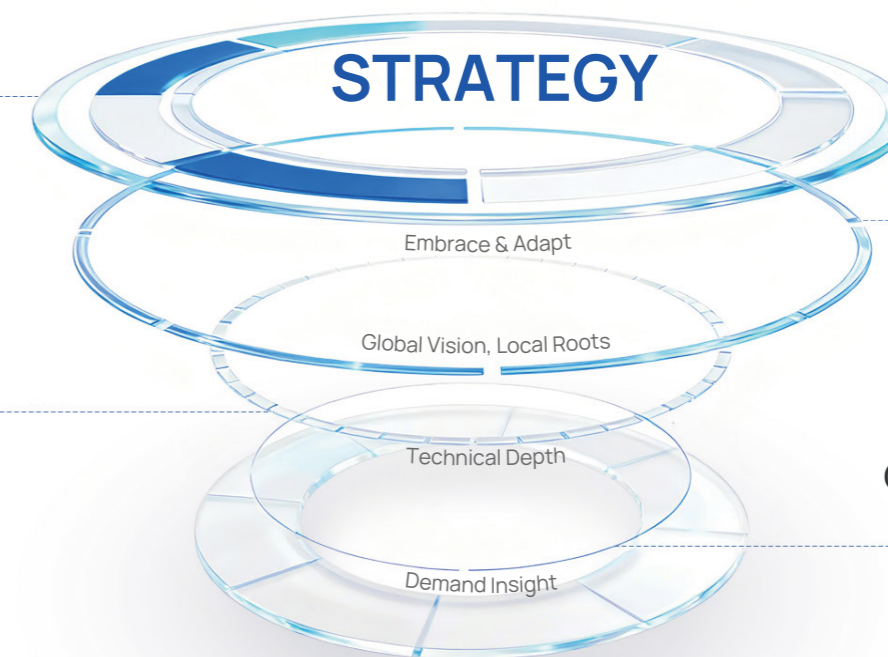 STRATEGY
Embrace & Adapt
Global Vision, Local Roots
Technical Depth
Demand Insight